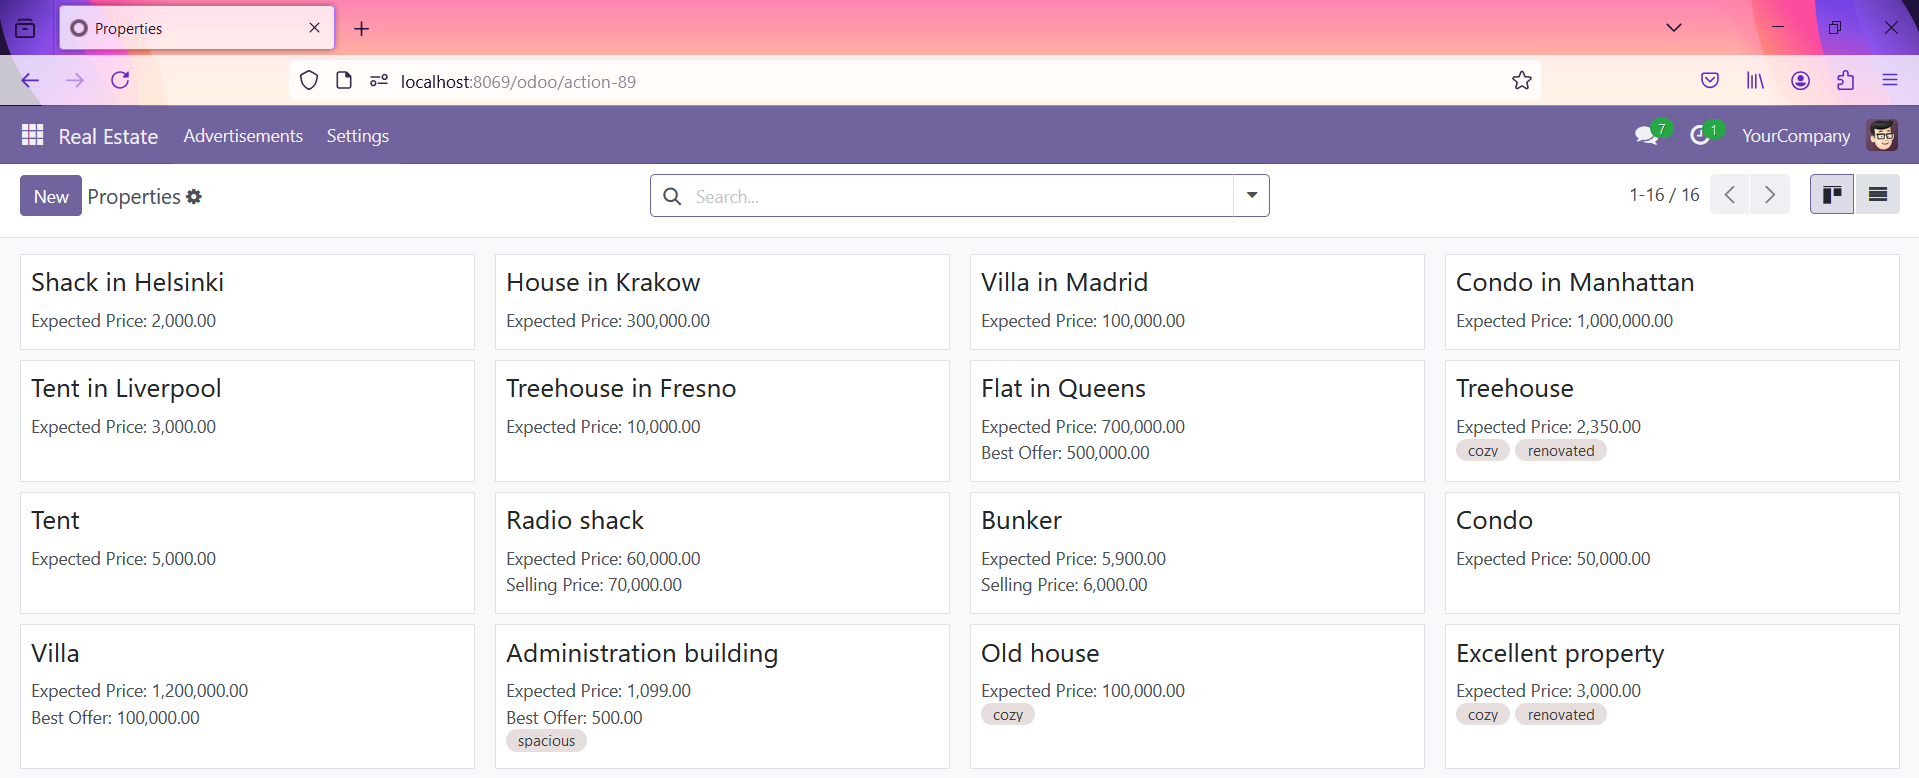 Properties
localhost:8069/odoo/action-89
Real Estate Advertisements Settings 7 1 YourCompany
New Properties Search... 1-16 / 16
Shack in Helsinki
Expected Price: 2,000.00
House in Krakow
Expected Price: 300,000.00
Villa in Madrid
Expected Price: 100,000.00
Condo in Manhattan
Expected Price: 1,000,000.00
Tent in Liverpool
Expected Price: 3,000.00
Treehouse in Fresno
Expected Price: 10,000.00
Flat in Queens
Expected Price: 700,000.00
Best Offer: 500,000.00
Treehouse
Expected Price: 2,350.00
cozy renovated
Tent
Expected Price: 5,000.00
Radio shack
Expected Price: 60,000.00
Selling Price: 70,000.00
Bunker
Expected Price: 5,900.00
Selling Price: 6,000.00
Condo
Expected Price: 50,000.00
Villa
Expected Price: 1,200,000.00
Best Offer: 100,000.00
Administration building
Expected Price: 1,099.00
Best Offer: 500.00
spacious
Old house
Expected Price: 100,000.00
cozy
Excellent property
Expected Price: 3,000.00
cozy renovated